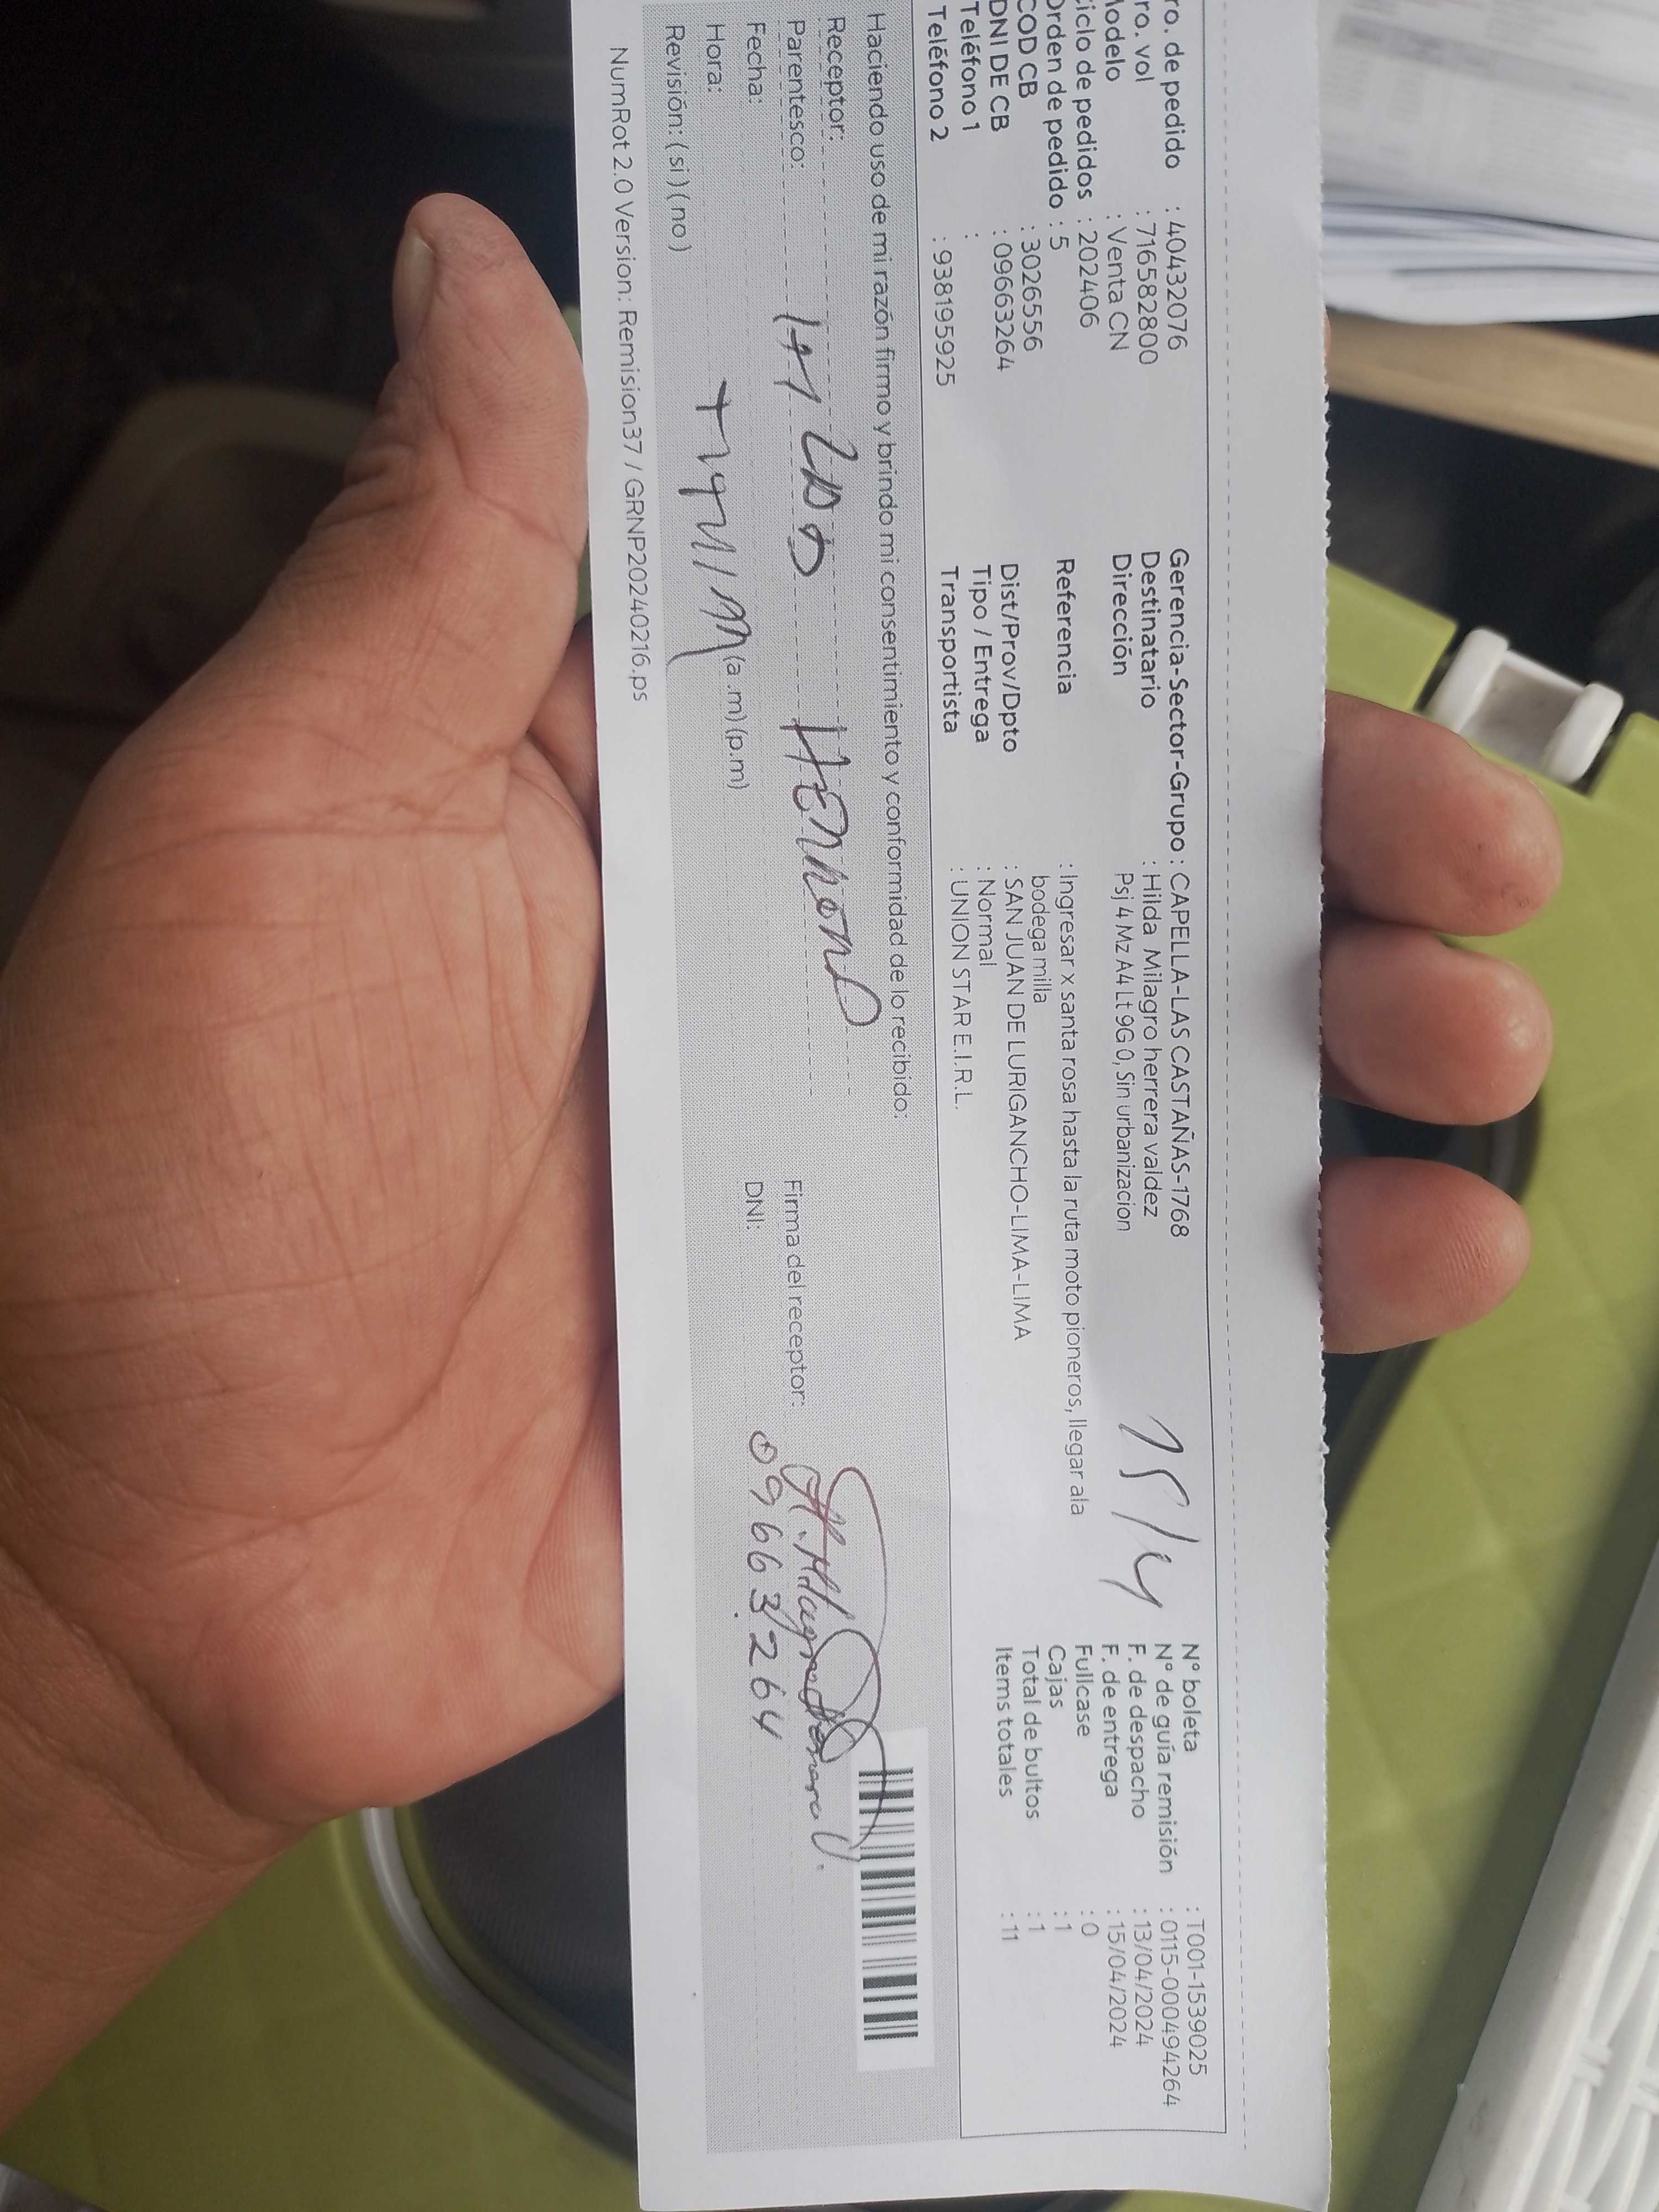 ro. de pedido : 40432076
ro. vol : 716582800
Modelo : Venta CN
iclo de pedidos : 202406
Orden de pedido : 5
COD CB : 3026556
DNI DE CB : 09663264
Teléfono 1 :
Teléfono 2 : 938195925
Gerencia-Sector-Grupo : CAPELLA-LAS CASTAÑAS-1768
Destinatario : Hilda Milagro herrera valdez
Dirección Psj 4 Mz A4 Lt 9G 0, Sin urbanizacion
Referencia : Ingresar x santa rosa hasta la ruta moto pioneros, llegar ala
bodega milla
Dist/Prov/Dpto : SAN JUAN DE LURIGANCHO-LIMA-LIMA
Tipo / Entrega : Normal
Transportista : UNION STAR E.I.R.L.
15/4
N° boleta : T001-1539025
N° de guía remisión : 0115-000494264
F. de despacho : 13/04/2024
F. de entrega : 15/04/2024
Fullcase : 0
Cajas : 1
Total de bultos : 1
Items totales : 11
Haciendo uso de mi razón firmo y brindo mi consentimiento y conformidad de lo recibido:
Receptor:
Parentesco:
Fecha:
Hora: (a.m) (p.m)
Revisión: ( si ) ( no )
Firma del receptor:
DNI: 09663264
NumRot 2.0 Version: Remision37 / GRNP20240216.ps